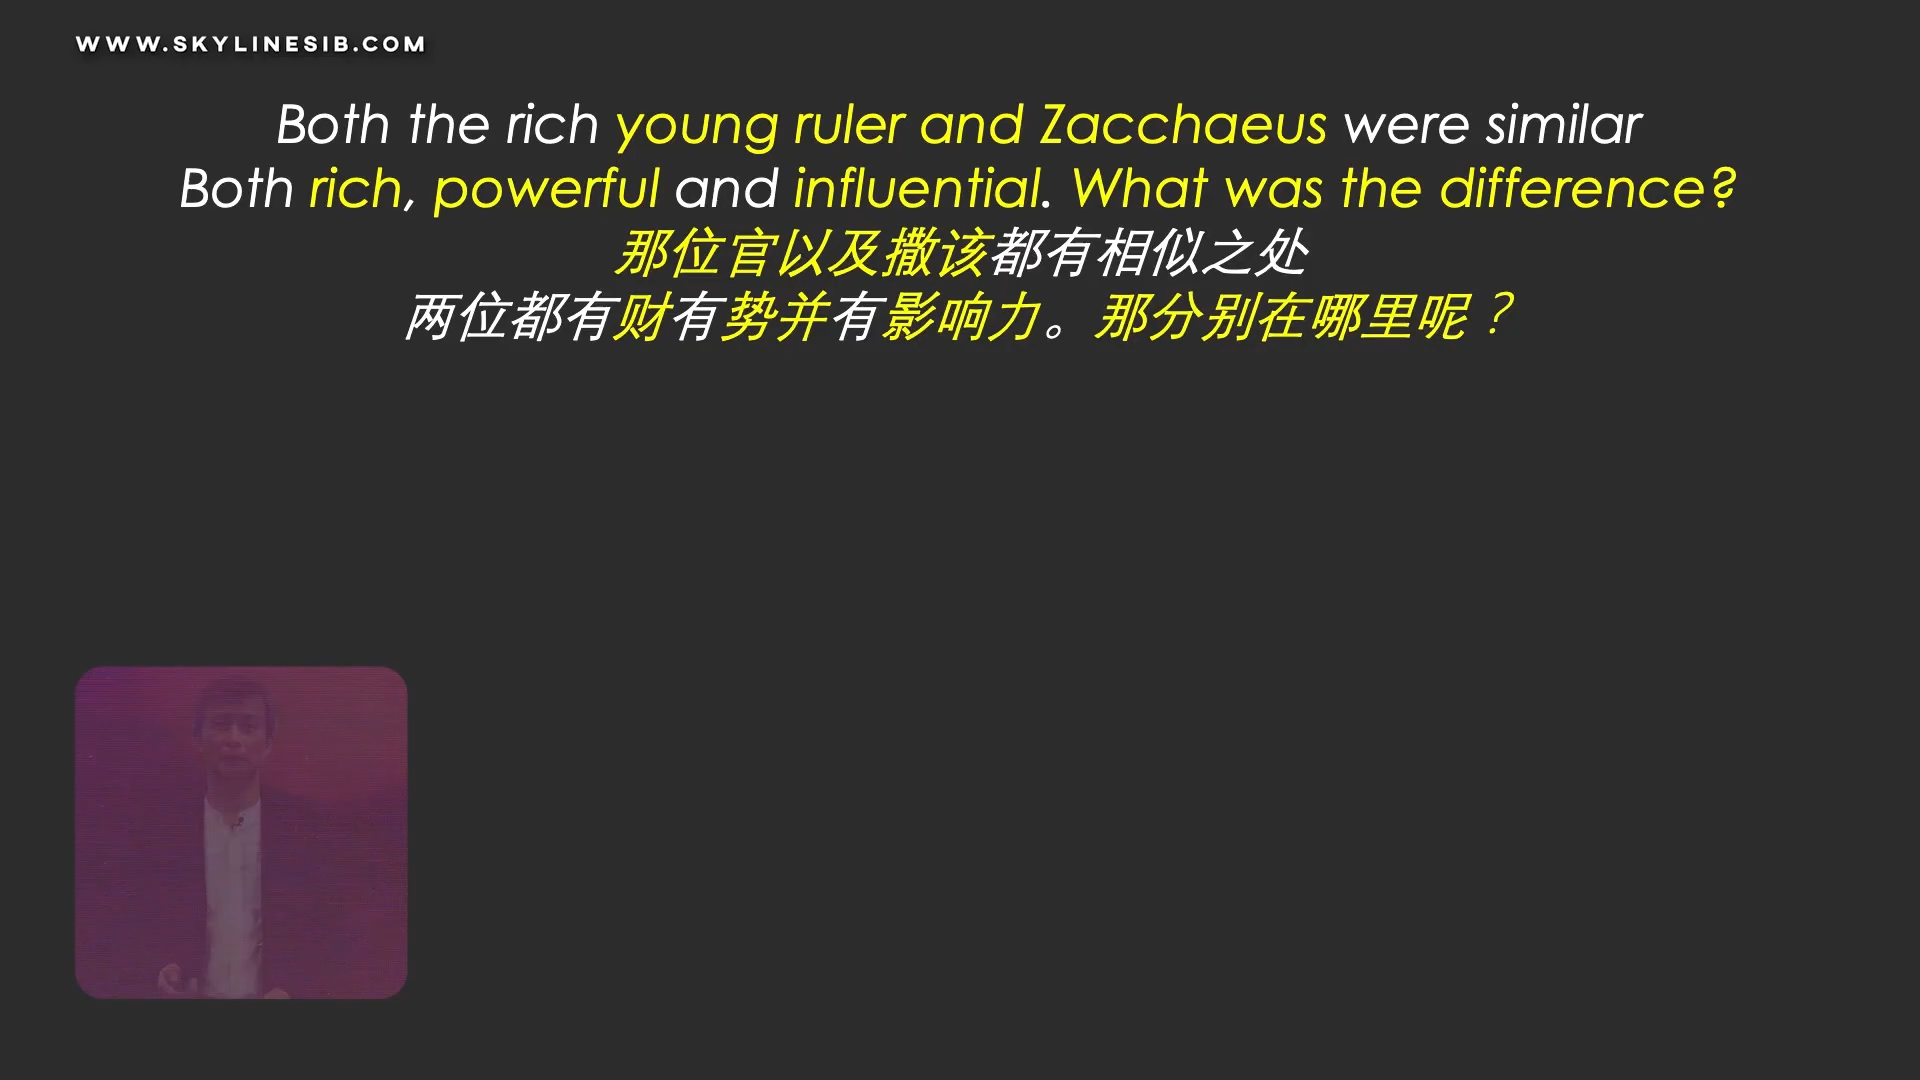 WWW.SKYLINESIB.COM
Both the rich young ruler and Zacchaeus were similar
Both rich, powerful and influential. What was the difference?
那位官以及撒该都有相似之处
两位都有财有势并有影响力。那分别在哪里呢？